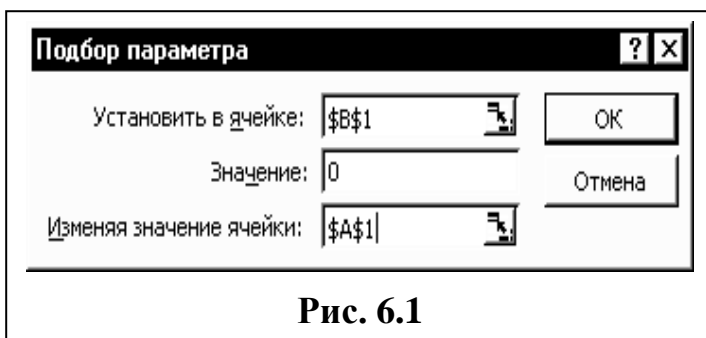 Подбор параметра
Установить в ячейке: $B$1 OK
Значение: 0 Отмена
Изменяя значение ячейки: $A$1
Рис. 6.1